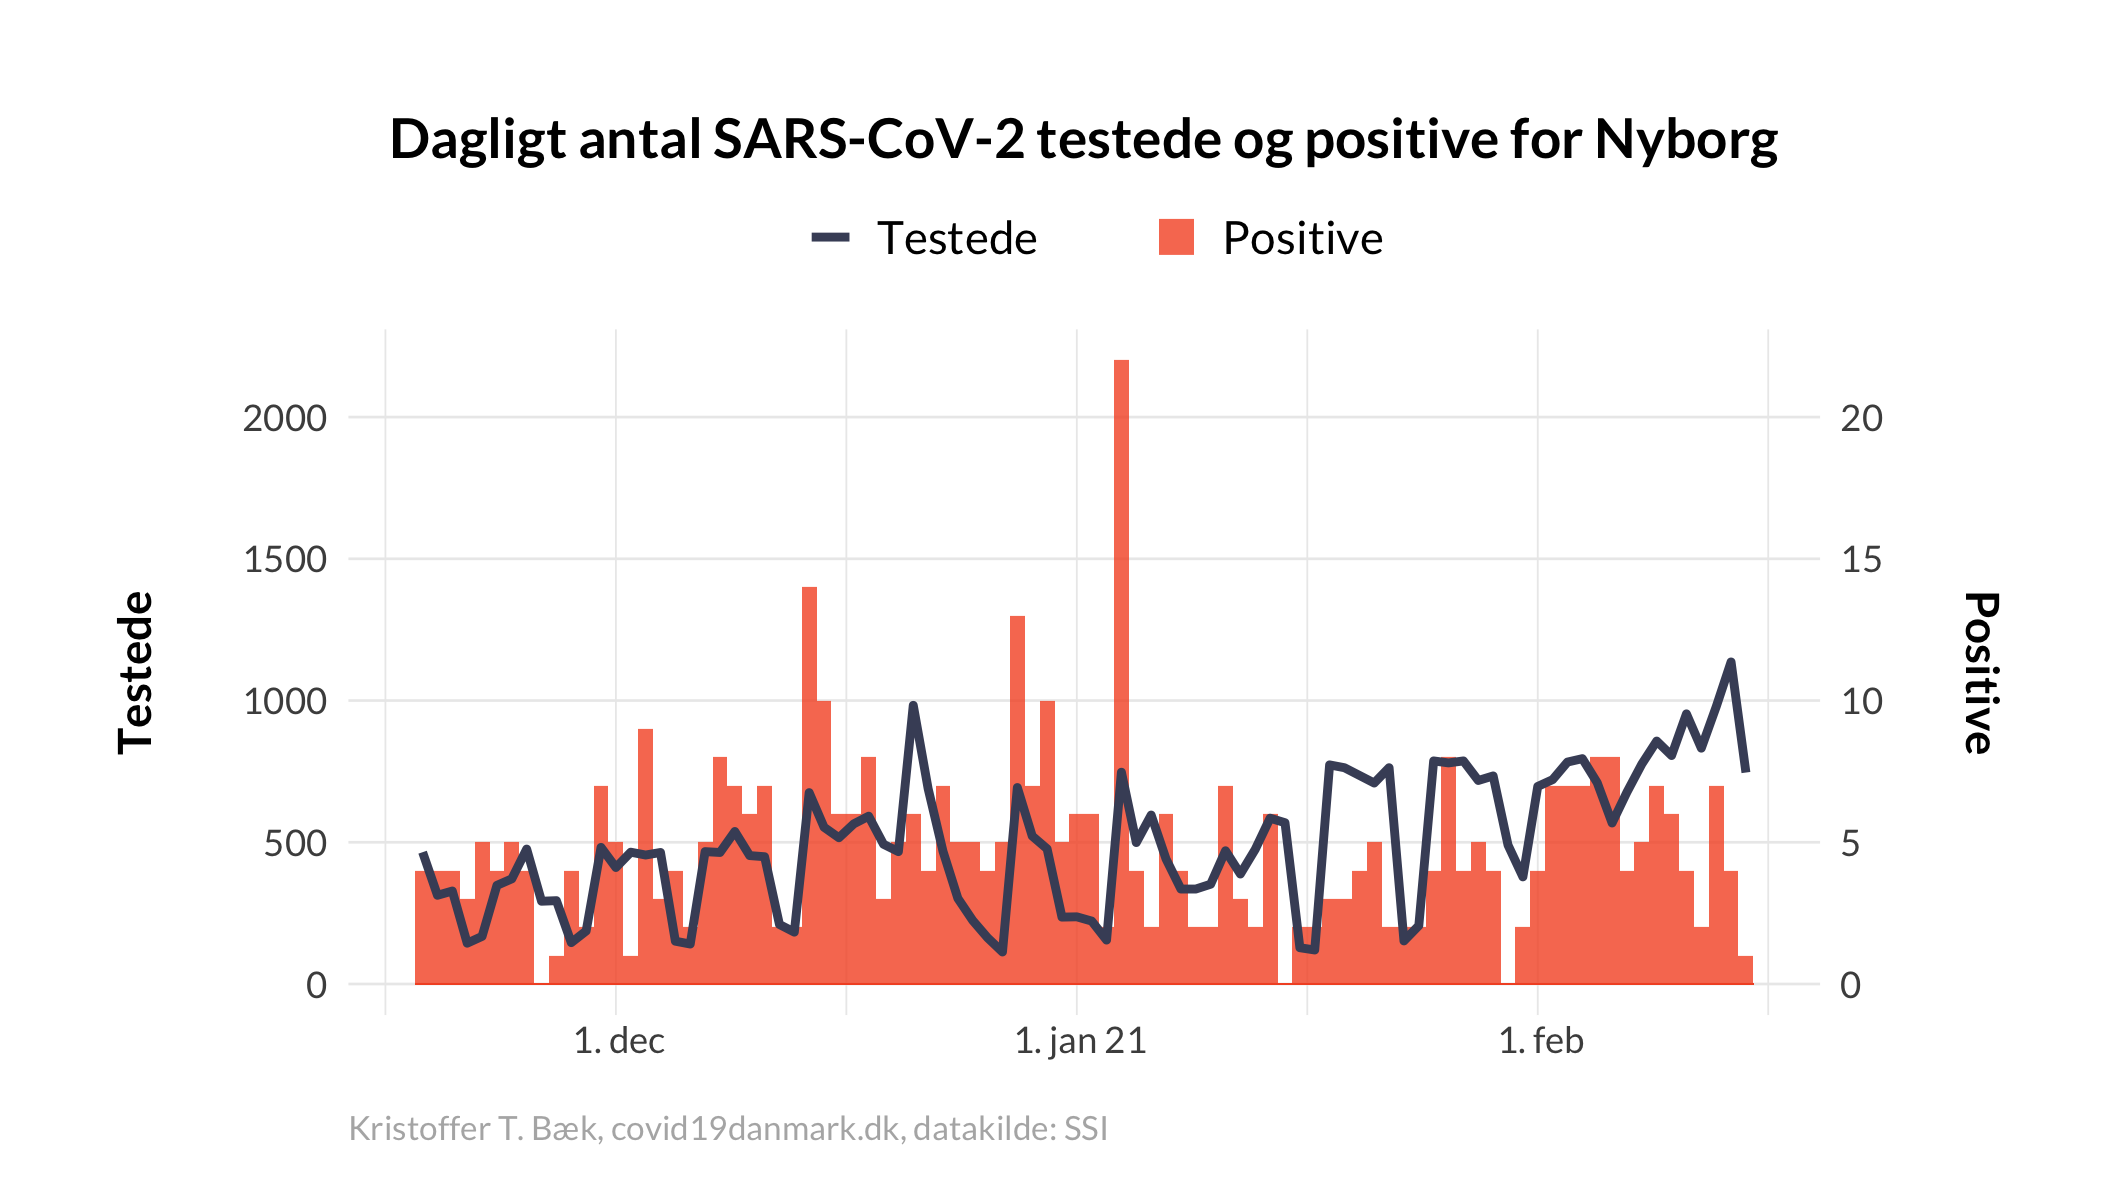 Dagligt antal SARS-CoV-2 testede og positive for Nyborg
Testede Positive
2000 20
1500 15
1000 10
500 5
0 0
Testede
Positive
1. dec 1. jan 21 1. feb
Kristoffer T. Bæk, covid19danmark.dk, datakilde: SSI